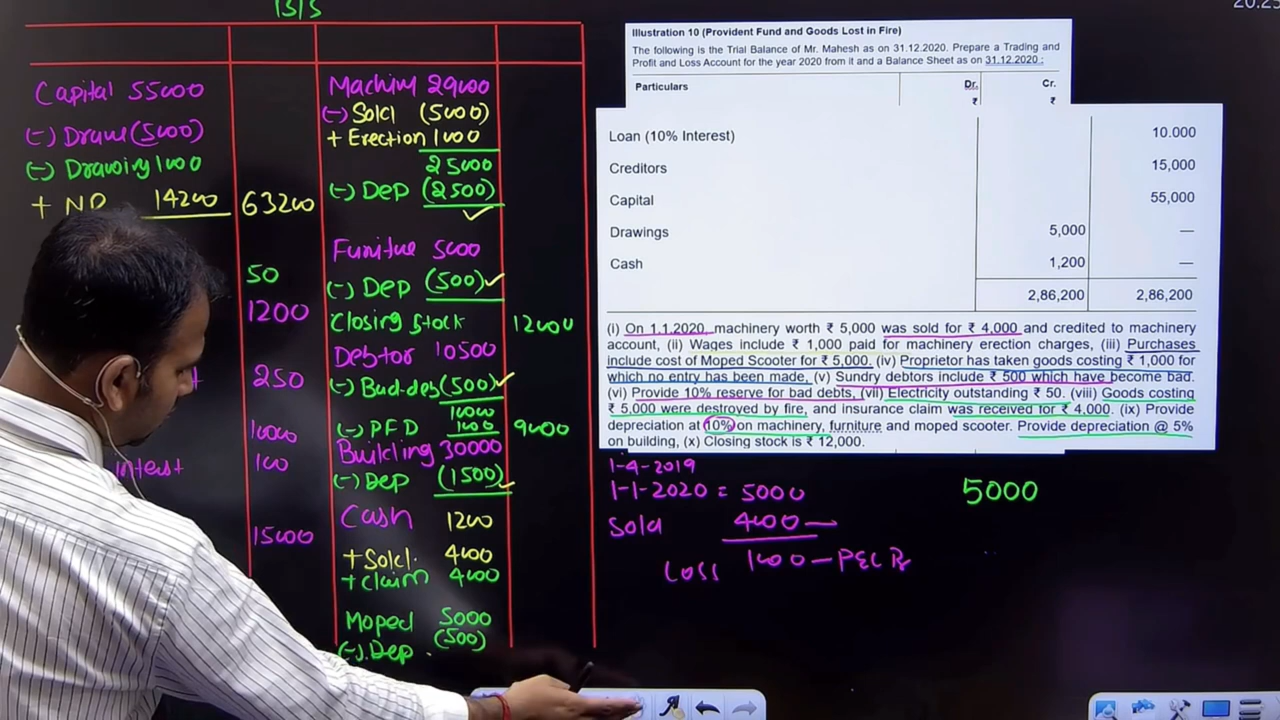 B/S
20:25
Capital 55000
(-) Draw (5000)
(-) Drawing 1000
+ NP 14200 63200
50
1200
250
10000
Interest 100
15000
Machiny 29000
(-) Sold (5000)
+ Erection 1000
25000
(-) Dep (2500)
Furnitue 5000
(-) Dep (500)
Closing stock 12000
Debtor 10500
(-) Bad-deb (500)
10000
(-) PFD 1000 9000
Building 30000
(-) Dep (1500)
Cash 1200
+ Sold. 4000
+ Claim 4000
Moped 5000
(-). Dep . (500)
Illustration 10 (Provident Fund and Goods Lost in Fire)
The following is the Trial Balance of Mr. Mahesh as on 31.12.2020. Prepare a Trading and
Profit and Loss Account for the year 2020 from it and a Balance Sheet as on 31.12.2020 :
Particulars Dr. Cr.
₹ ₹
Loan (10% Interest) 10.000
Creditors 15,000
Capital 55,000
Drawings 5,000 —
Cash 1,200 —
2,86,200 2,86,200
(i) On 1.1.2020, machinery worth ₹ 5,000 was sold for ₹ 4,000 and credited to machinery
account, (ii) Wages include ₹ 1,000 paid for machinery erection charges, (iii) Purchases
include cost of Moped Scooter for ₹ 5,000. (iv) Proprietor has taken goods costing ₹ 1,000 for
which no entry has been made, (v) Sundry debtors include ₹ 500 which have become bad.
(vi) Provide 10% reserve for bad debts, (vii) Electricity outstanding ₹ 50. (viii) Goods costing
₹ 5,000 were destroyed by fire, and insurance claim was received for ₹ 4,000. (ix) Provide
depreciation at 10% on machinery, furniture and moped scooter. Provide depreciation @ 5%
on building, (x) Closing stock is ₹ 12,000.
1-4-2019
1-1-2020 = 5000
Sold 4000 —
Loss 1000 — P&L
5000